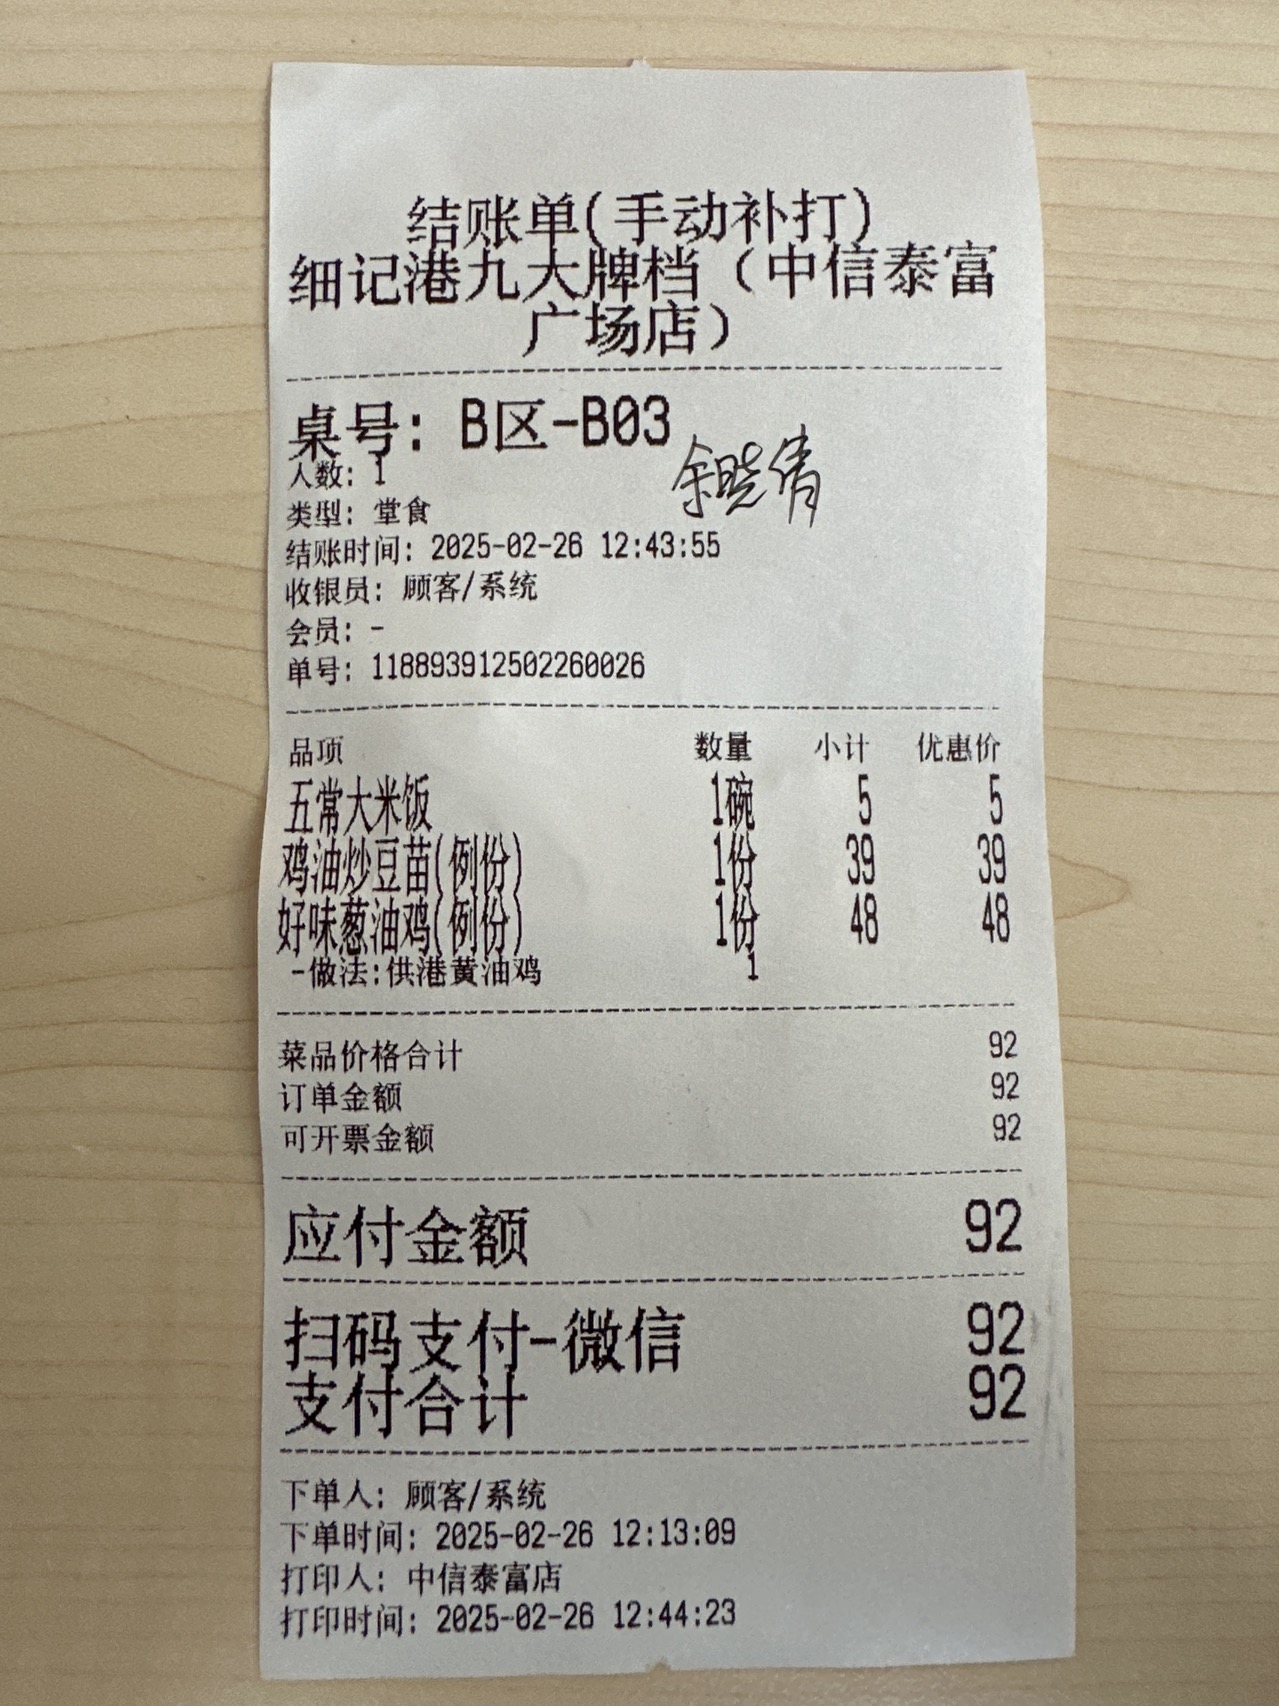 结账单(手动补打)
细记港九大牌档（中信泰富
广场店）
桌号: B区-B03
余晓倩
人数: 1
类型: 堂食
结账时间: 2025-02-26 12:43:55
收银员: 顾客/系统
会员: -
单号: 118893912502260026
品项 数量 小计 优惠价
五常大米饭 1碗 5 5
鸡油炒豆苗(例份) 1份 39 39
好味葱油鸡(例份) 1份 48 48
-做法:供港黄油鸡 1
菜品价格合计 92
订单金额 92
可开票金额 92
应付金额 92
扫码支付-微信 92
支付合计 92
下单人: 顾客/系统
下单时间: 2025-02-26 12:13:09
打印人: 中信泰富店
打印时间: 2025-02-26 12:44:23